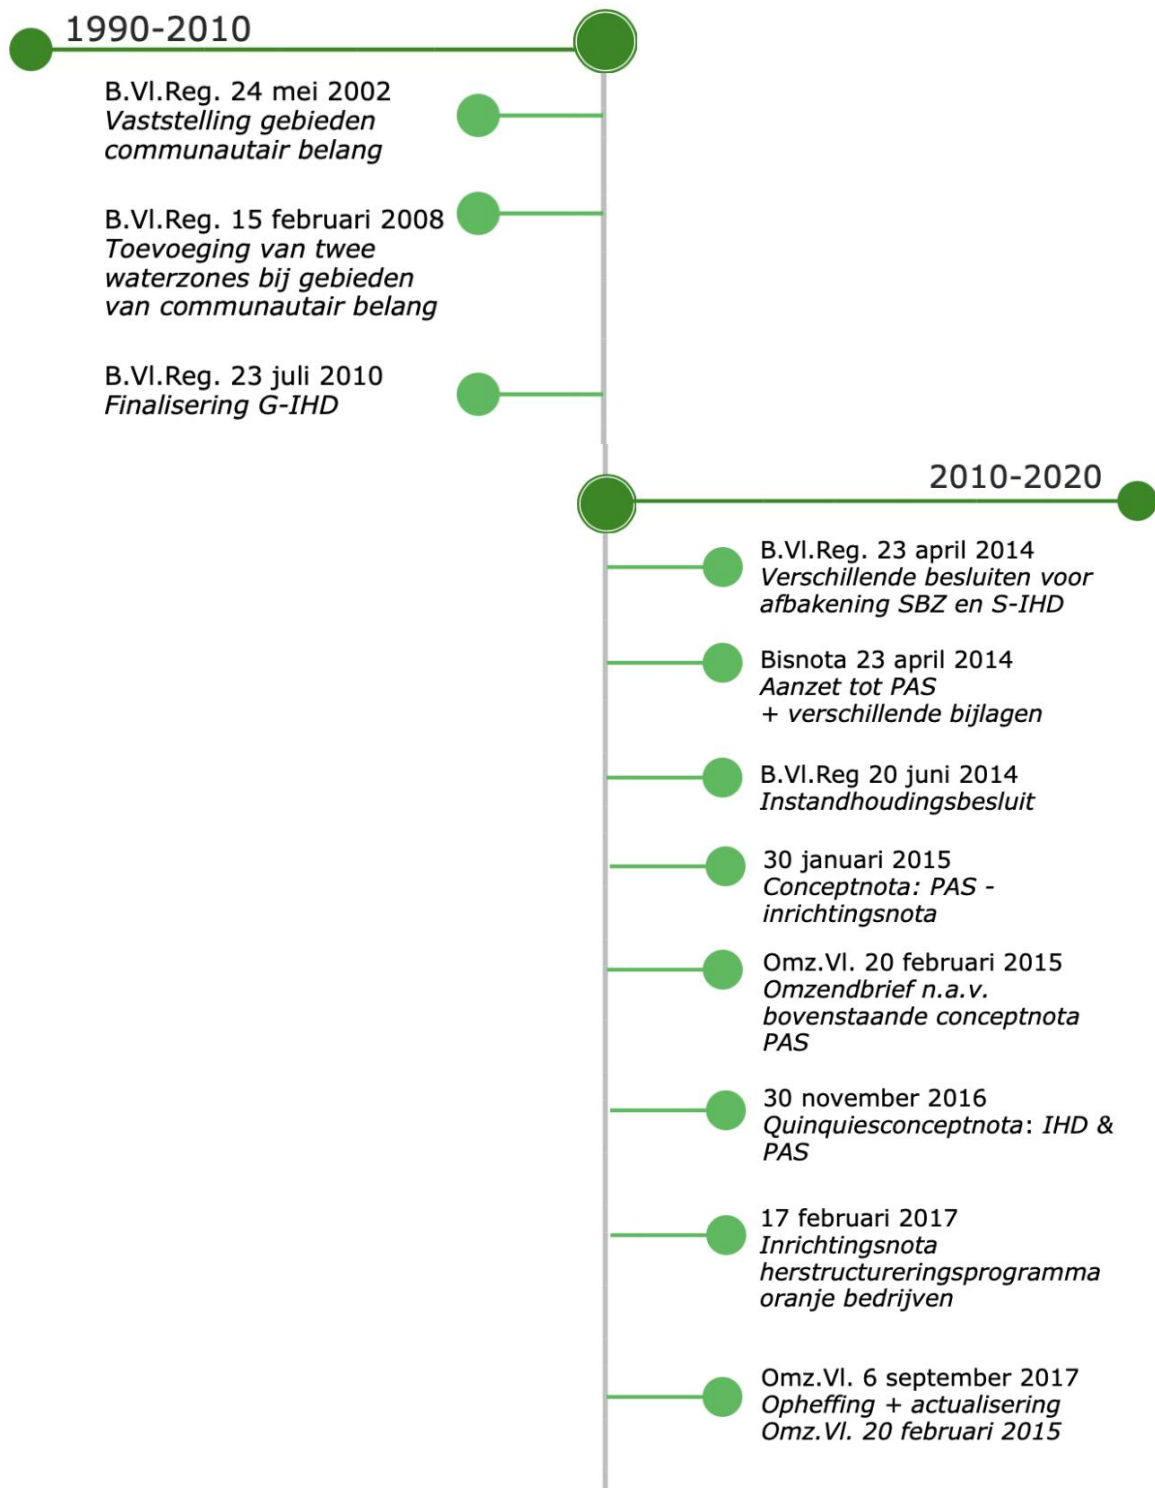 1990-2010
B.Vl.Reg. 24 mei 2002
Vaststelling gebieden
communautair belang
B.Vl.Reg. 15 februari 2008
Toevoeging van twee
waterzones bij gebieden
van communautair belang
B.Vl.Reg. 23 juli 2010
Finalisering G-IHD
2010-2020
B.Vl.Reg. 23 april 2014
Verschillende besluiten voor
afbakening SBZ en S-IHD
Bisnota 23 april 2014
Aanzet tot PAS
+ verschillende bijlagen
B.Vl.Reg 20 juni 2014
Instandhoudingsbesluit
30 januari 2015
Conceptnota: PAS -
inrichtingsnota
Omz.Vl. 20 februari 2015
Omzendbrief n.a.v.
bovenstaande conceptnota
PAS
30 november 2016
Quinquiesconceptnota: IHD &
PAS
17 februari 2017
Inrichtingsnota
herstructureringsprogramma
oranje bedrijven
Omz.Vl. 6 september 2017
Opheffing + actualisering
Omz.Vl. 20 februari 2015